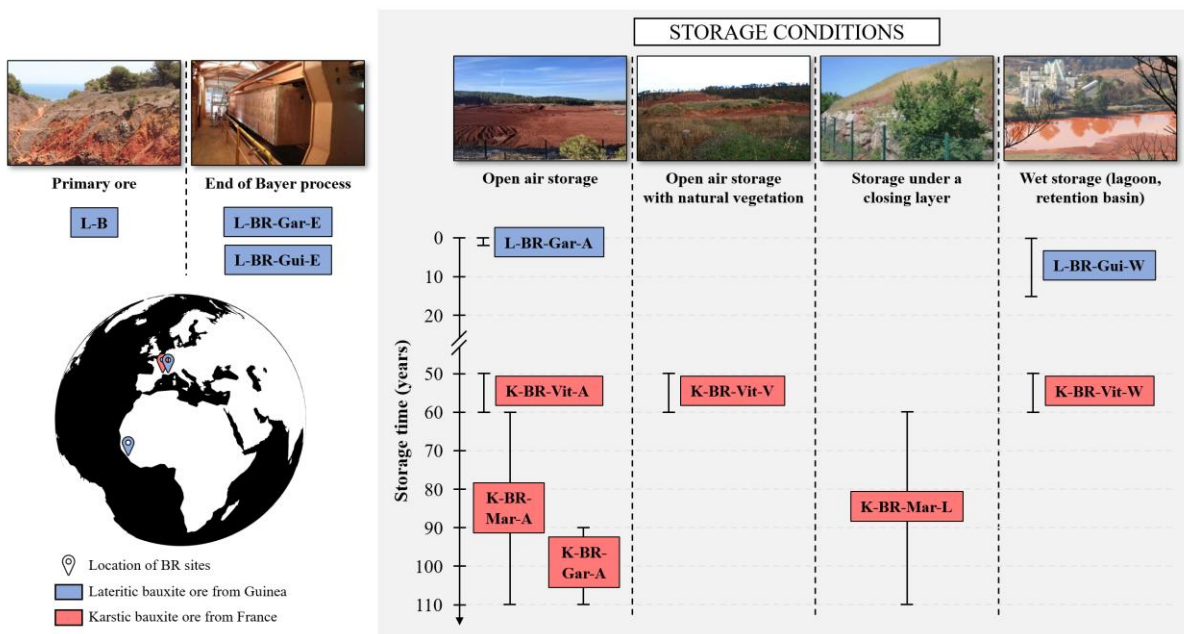 STORAGE CONDITIONS
Primary ore
End of Bayer process
L-B
L-BR-Gar-E
L-BR-Gui-E
Open air storage
Open air storage
with natural vegetation
Storage under a
closing layer
Wet storage (lagoon,
retention basin)
Storage time (years)
0
10
20
50
60
70
80
90
100
110
L-BR-Gar-A
L-BR-Gui-W
K-BR-Vit-A
K-BR-Vit-V
K-BR-Vit-W
K-BR-
Mar-A
K-BR-
Gar-A
K-BR-Mar-L
Location of BR sites
Lateritic bauxite ore from Guinea
Karstic bauxite ore from France